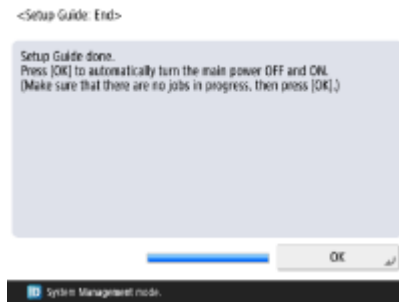 <Setup Guide: End>
Setup Guide done.
Press [OK] to automatically turn the main power OFF and ON.
(Make sure that there are no jobs in progress, then press [OK].)
OK
System Management mode.